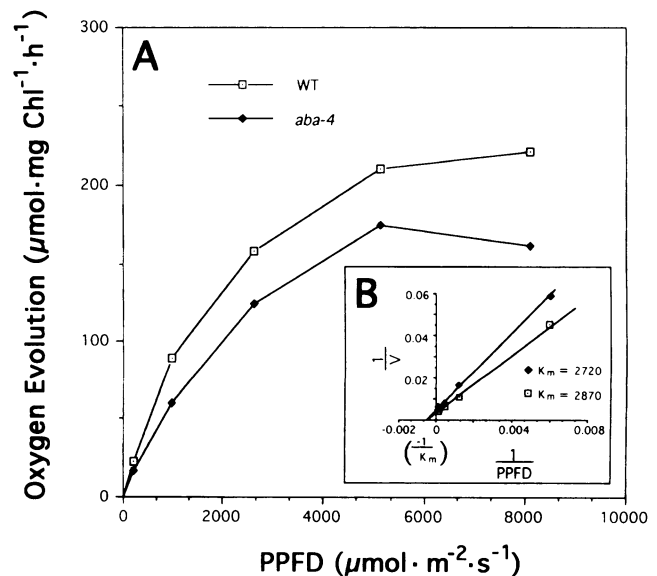 300
A
WT
aba-4
200
100
0
Oxygen Evolution (µmol·mg Chl⁻¹·h⁻¹)
B
0.06
0.04
0.02
1/V
Km = 2720
Km = 2870
-0.002 0 0.004 0.008
(-1/Km)
1/PPFD
0 2000 4000 6000 8000 10000
PPFD (µmol· m⁻²·s⁻¹)